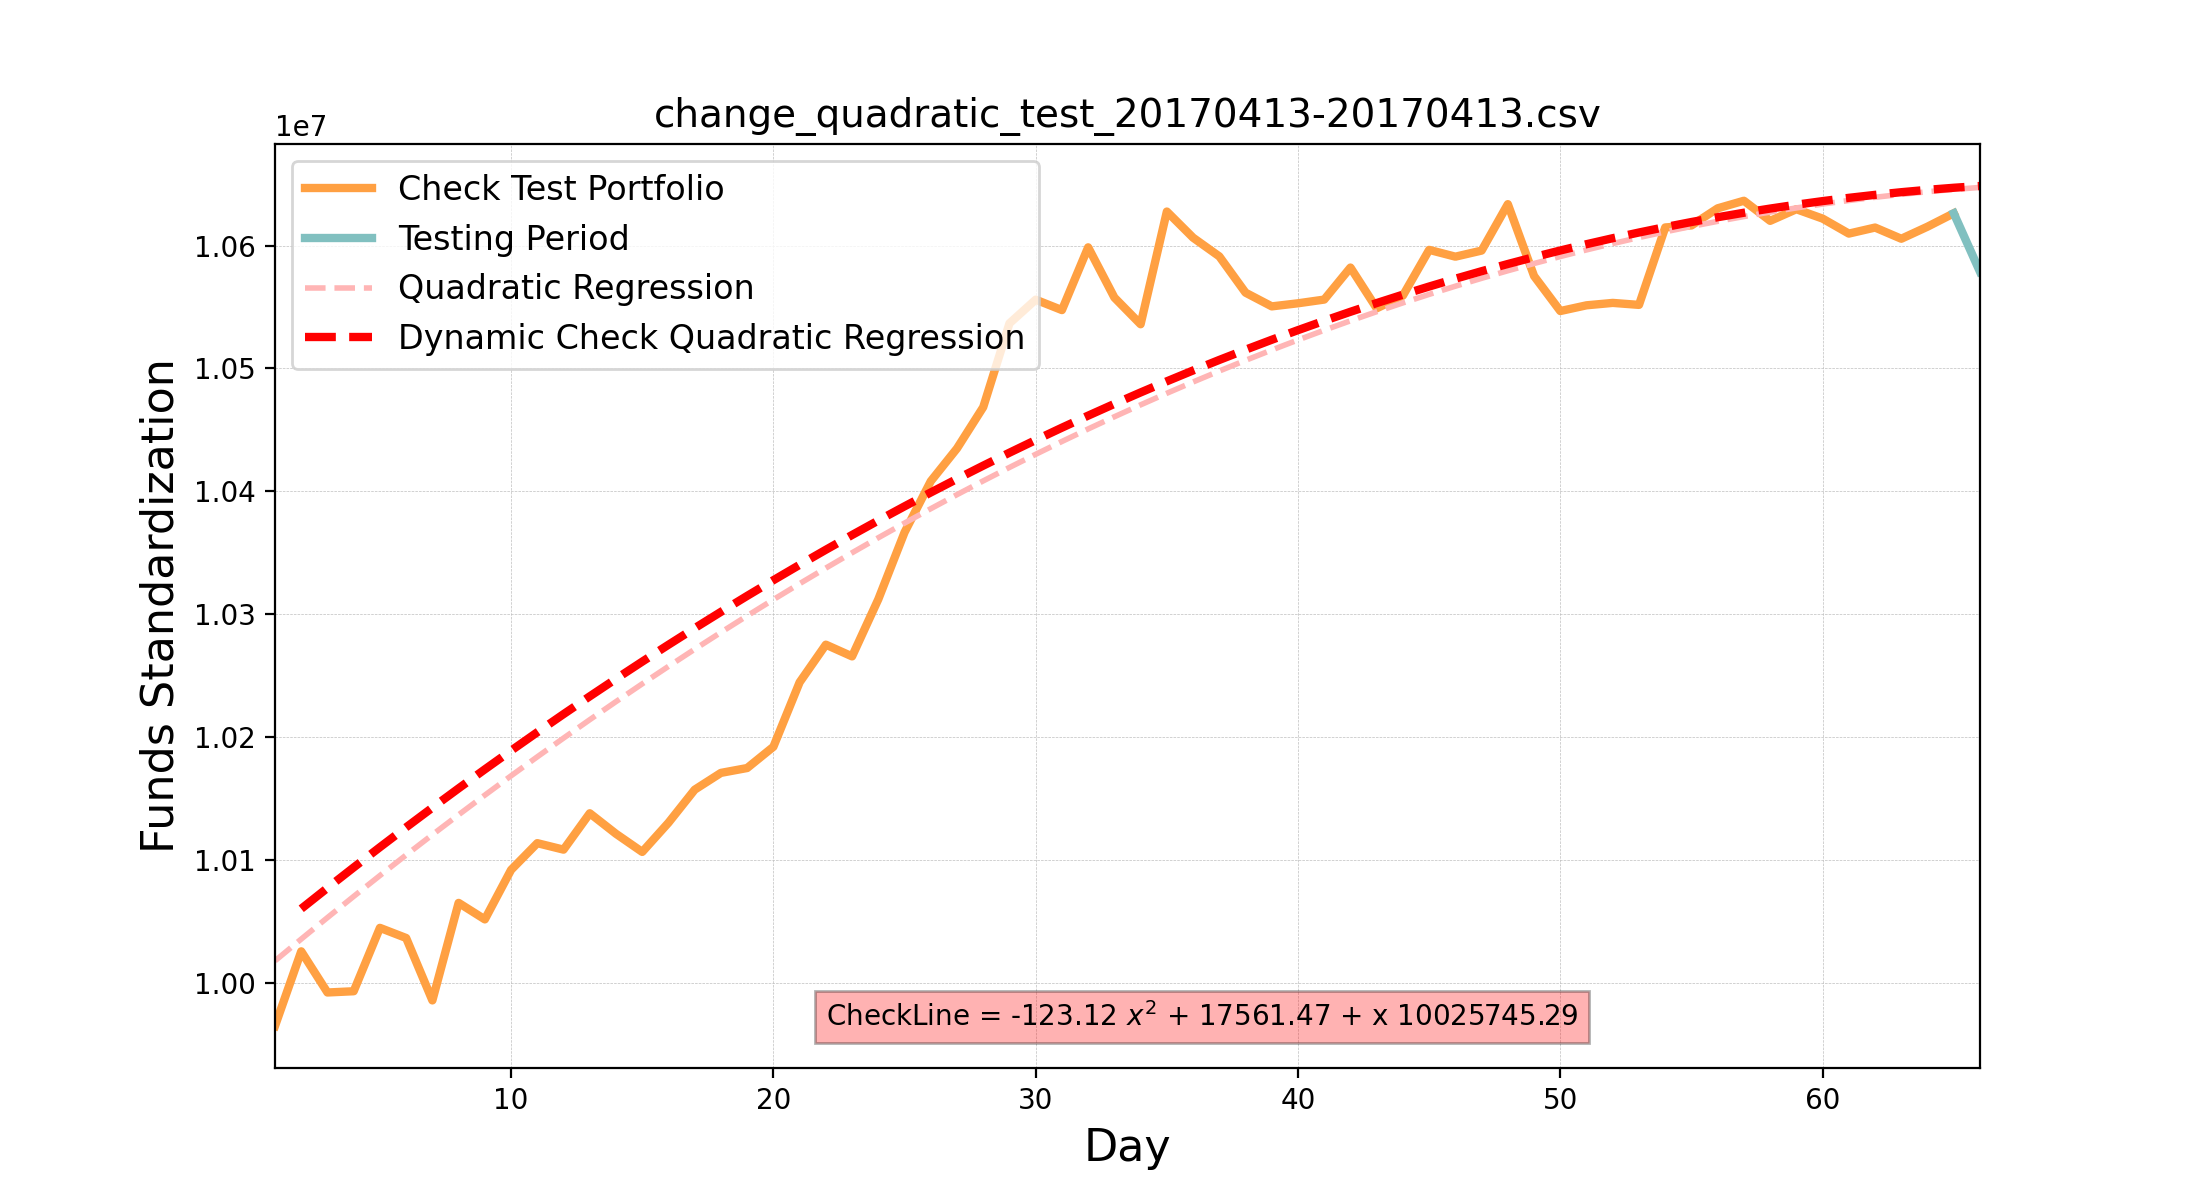 change_quadratic_test_20170413-20170413.csv
1e7
Check Test Portfolio
Testing Period
Quadratic Regression
Dynamic Check Quadratic Regression
1.06
1.05
1.04
1.03
1.02
1.01
1.00
Funds Standardization
CheckLine = -123.12 x² + 17561.47 + x 10025745.29
10 20 30 40 50 60
Day